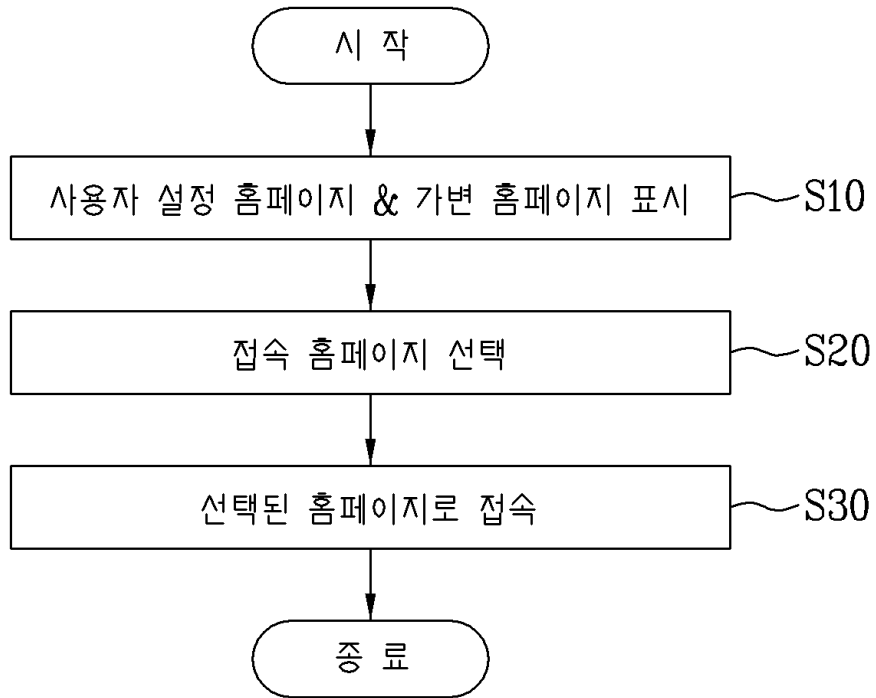 시 작
사용자 설정 홈페이지 & 가변 홈페이지 표시
S10
접속 홈페이지 선택
S20
선택된 홈페이지로 접속
S30
종 료